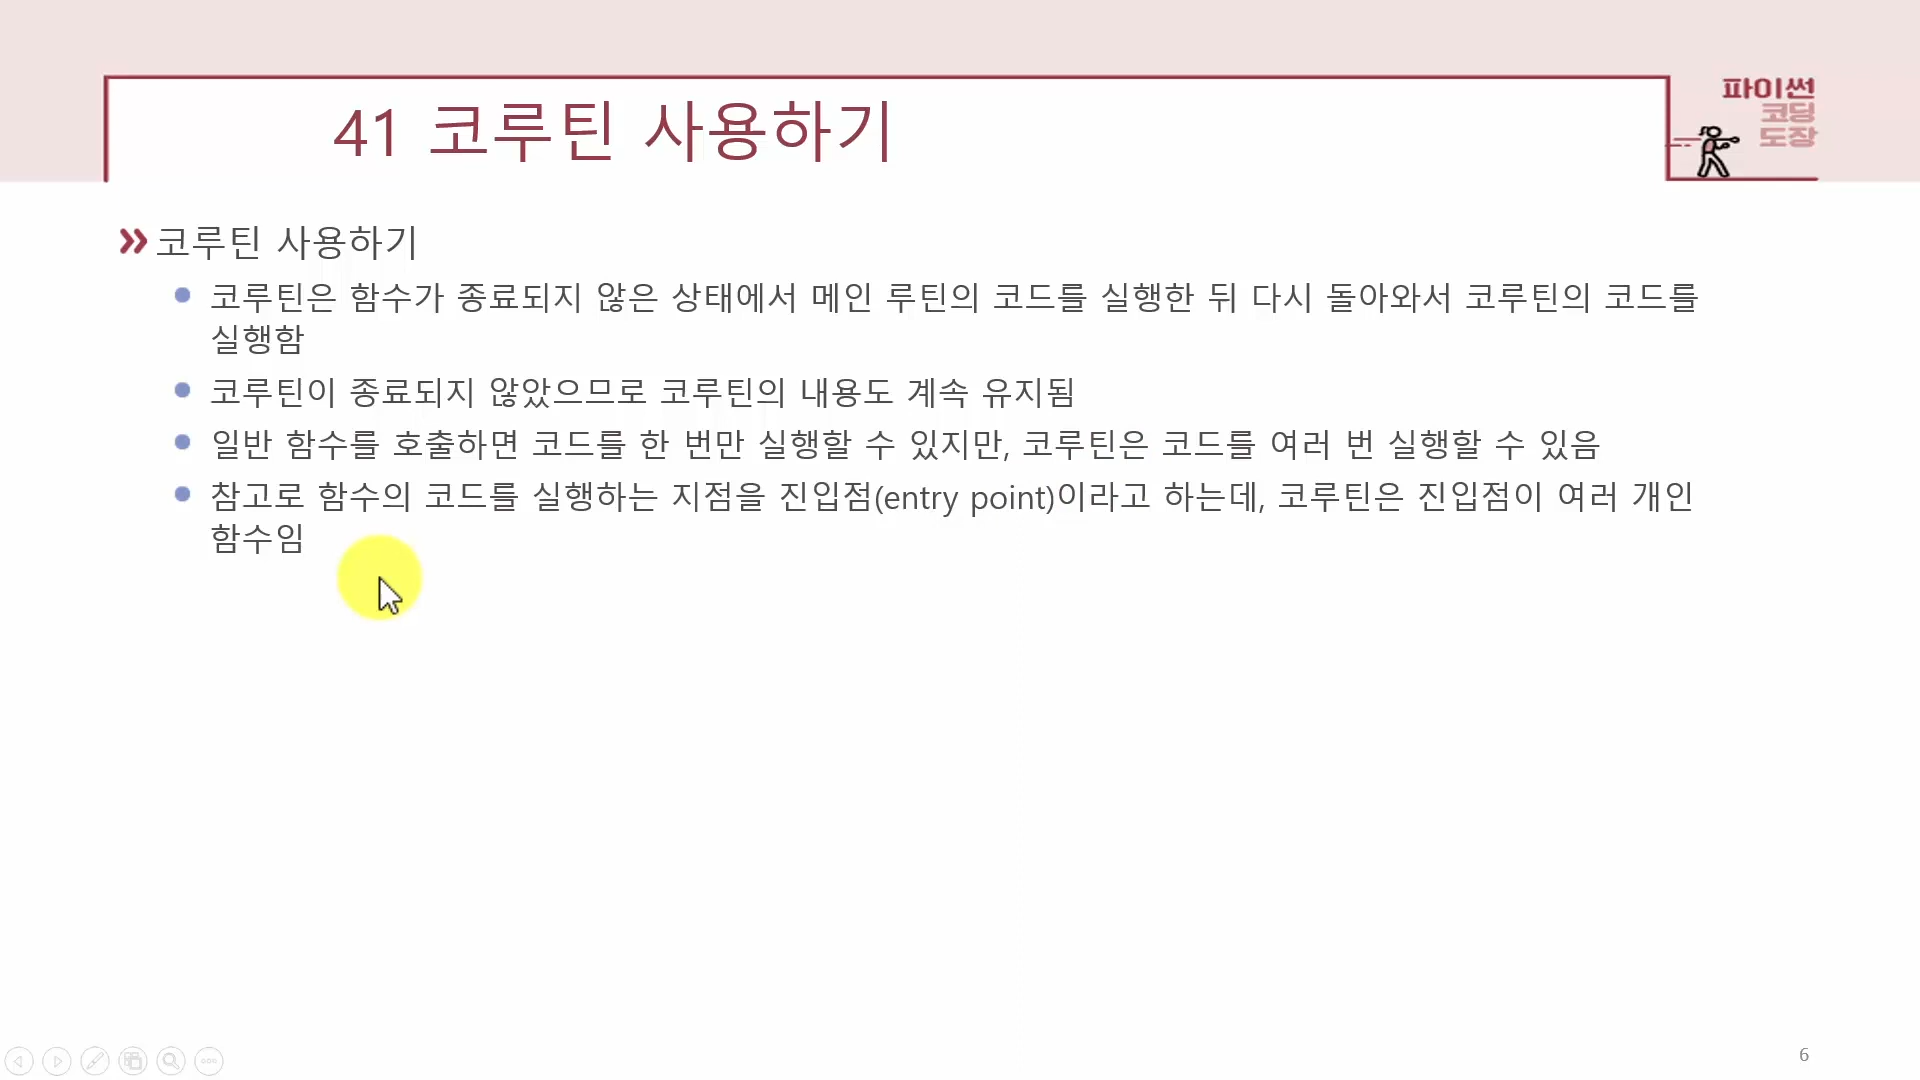 41 코루틴 사용하기
파이썬
코딩
도장
코루틴 사용하기
코루틴은 함수가 종료되지 않은 상태에서 메인 루틴의 코드를 실행한 뒤 다시 돌아와서 코루틴의 코드를
실행함
코루틴이 종료되지 않았으므로 코루틴의 내용도 계속 유지됨
일반 함수를 호출하면 코드를 한 번만 실행할 수 있지만, 코루틴은 코드를 여러 번 실행할 수 있음
참고로 함수의 코드를 실행하는 지점을 진입점(entry point)이라고 하는데, 코루틴은 진입점이 여러 개인
함수임
6